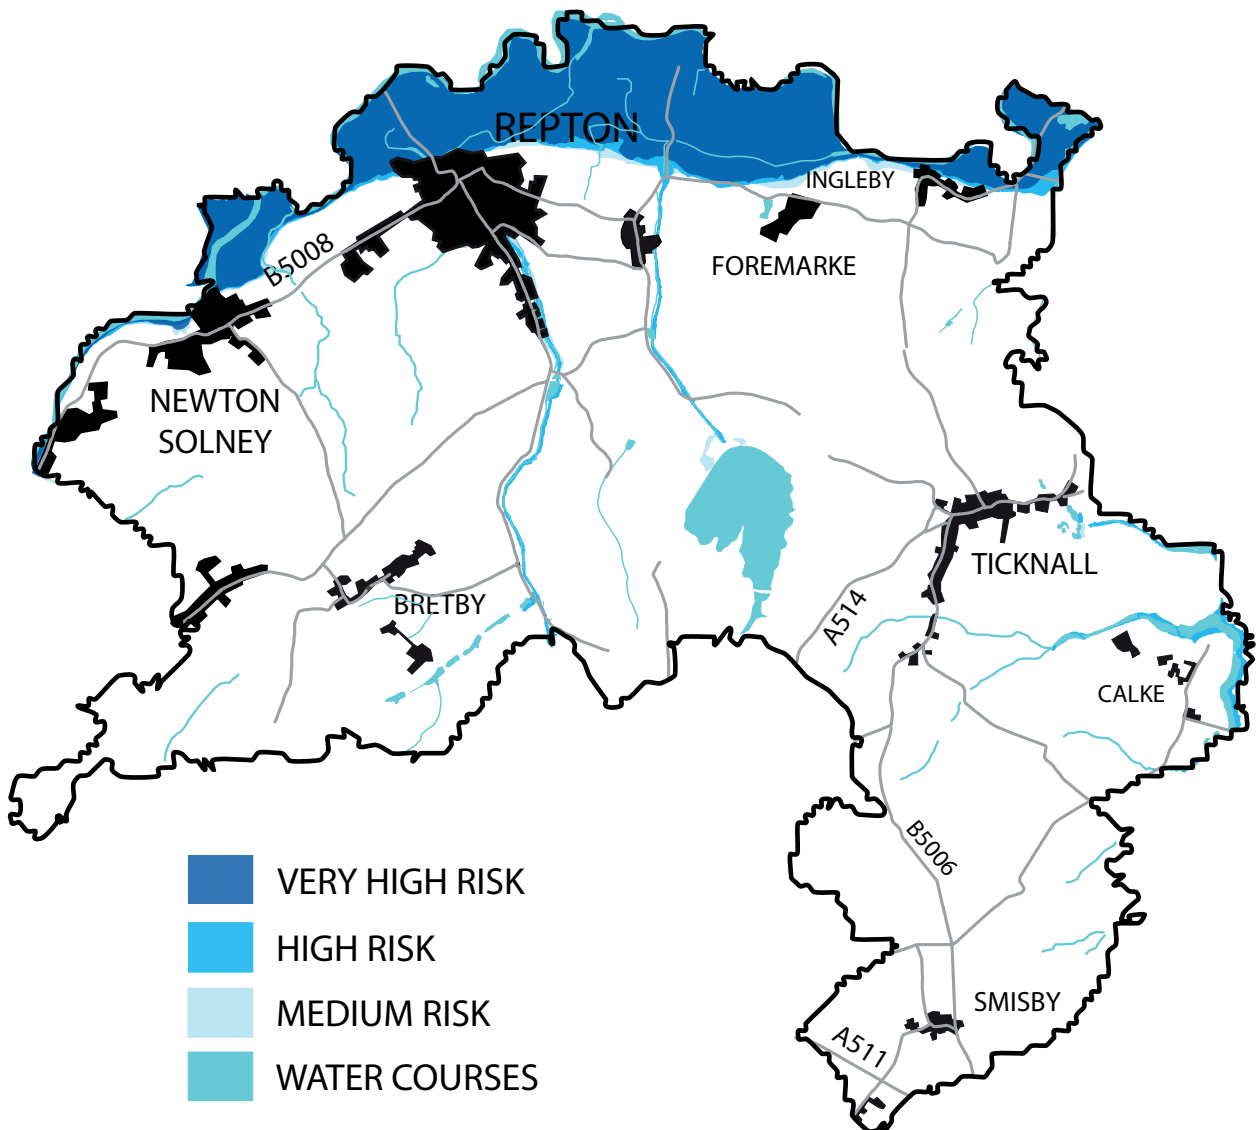 REPTON
INGLEBY
B5008
FOREMARKE
NEWTON
SOLNEY
TICKNALL
BRETBY
A514
CALKE
B5006
VERY HIGH RISK
HIGH RISK
MEDIUM RISK
WATER COURSES
SMISBY
A511